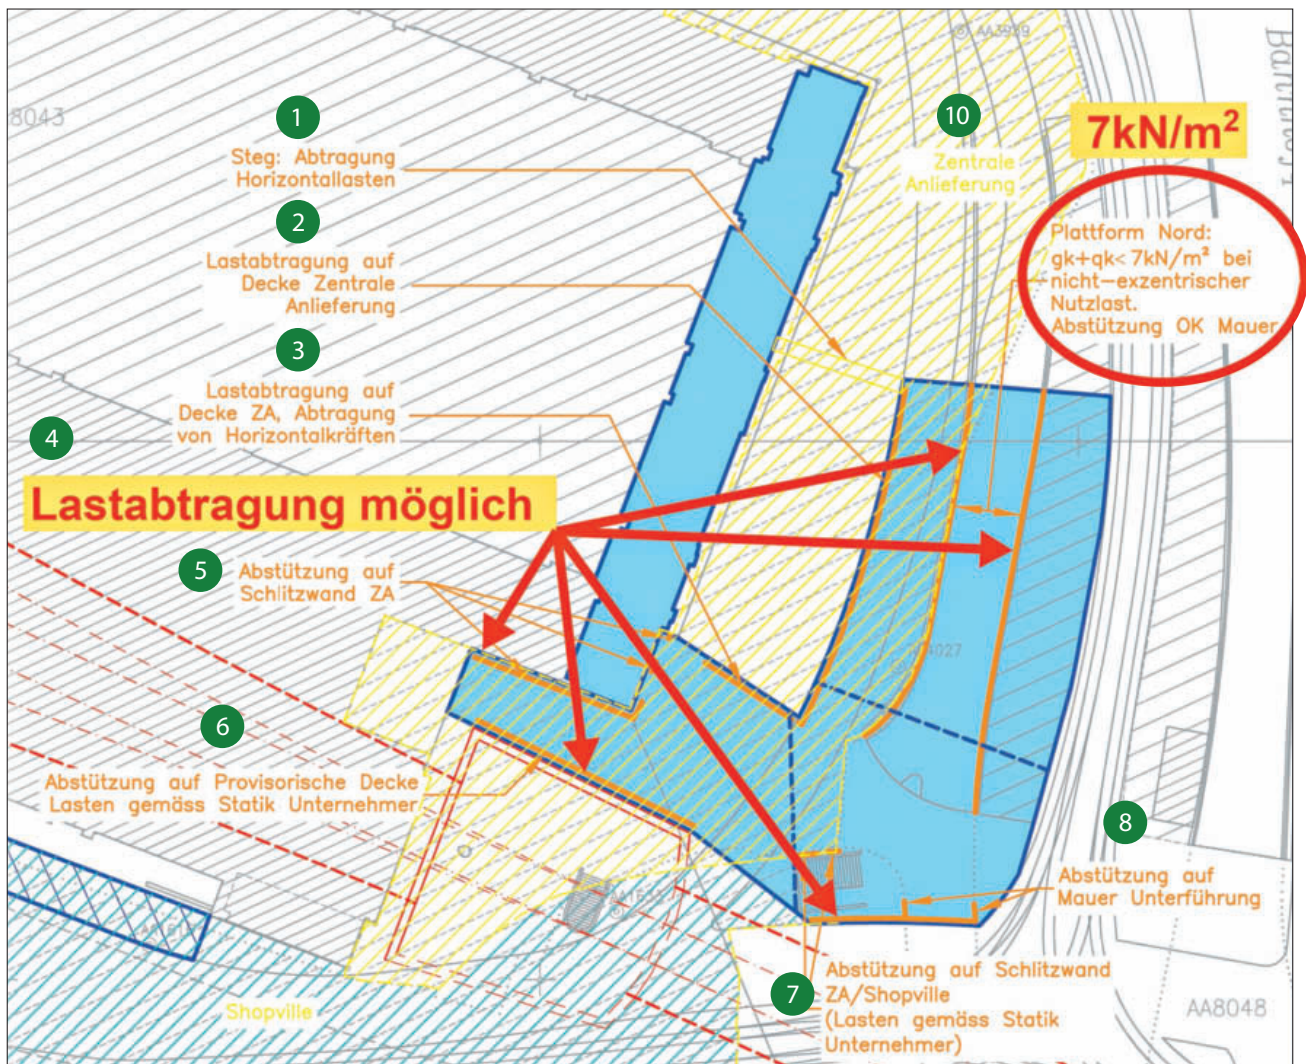 8043
1
Steg: Abtragung
Horizontallasten
2
Lastabtragung auf
Decke Zentrale
Anlieferung
3
Lastabtragung auf
Decke ZA, Abtragung
von Horizontalkräften
4
Lastabtragung möglich
5
Abstützung auf
Schlitzwand ZA
6
Abstützung auf Provisorische Decke
Lasten gemäss Statik Unternehmer
AA3939
10
Zentrale
Anlieferung
7kN/m²
Plattform Nord:
gk+qk< 7kN/m² bei
nicht-exzentrischer
Nutzlast.
Abstützung OK Mauer
8
Abstützung auf
Mauer Unterführung
7
Abstützung auf Schlitzwand
ZA/Shopville
(Lasten gemäss Statik
Unternehmer)
Shopville
AA8048